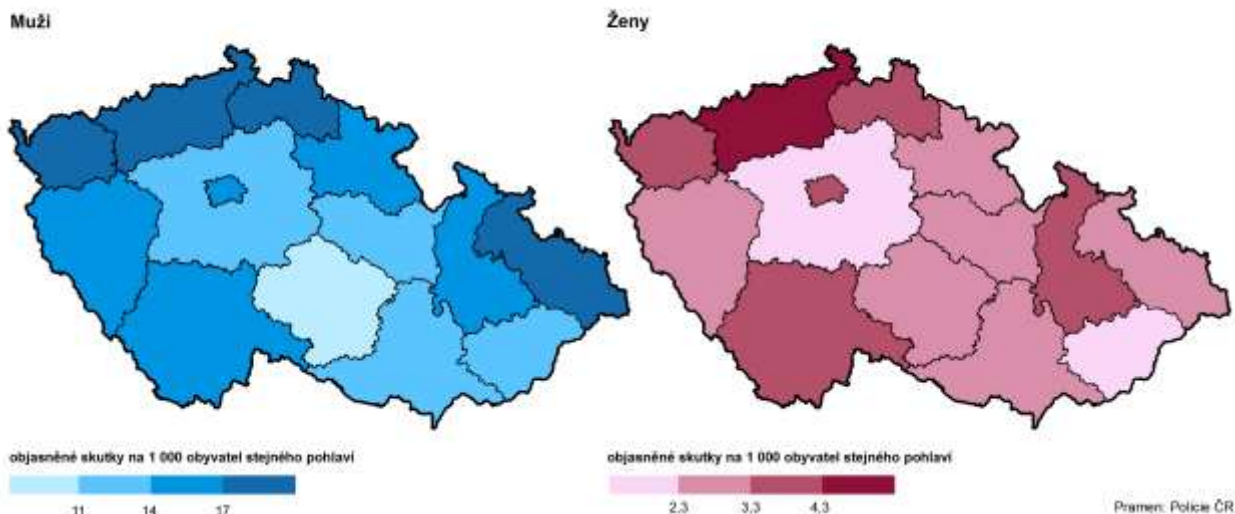 Muži
Ženy
objasněné skutky na 1 000 obyvatel stejného pohlaví
11 14 17
objasněné skutky na 1 000 obyvatel stejného pohlaví
2,3 3,3 4,3
Pramen: Policie ČR